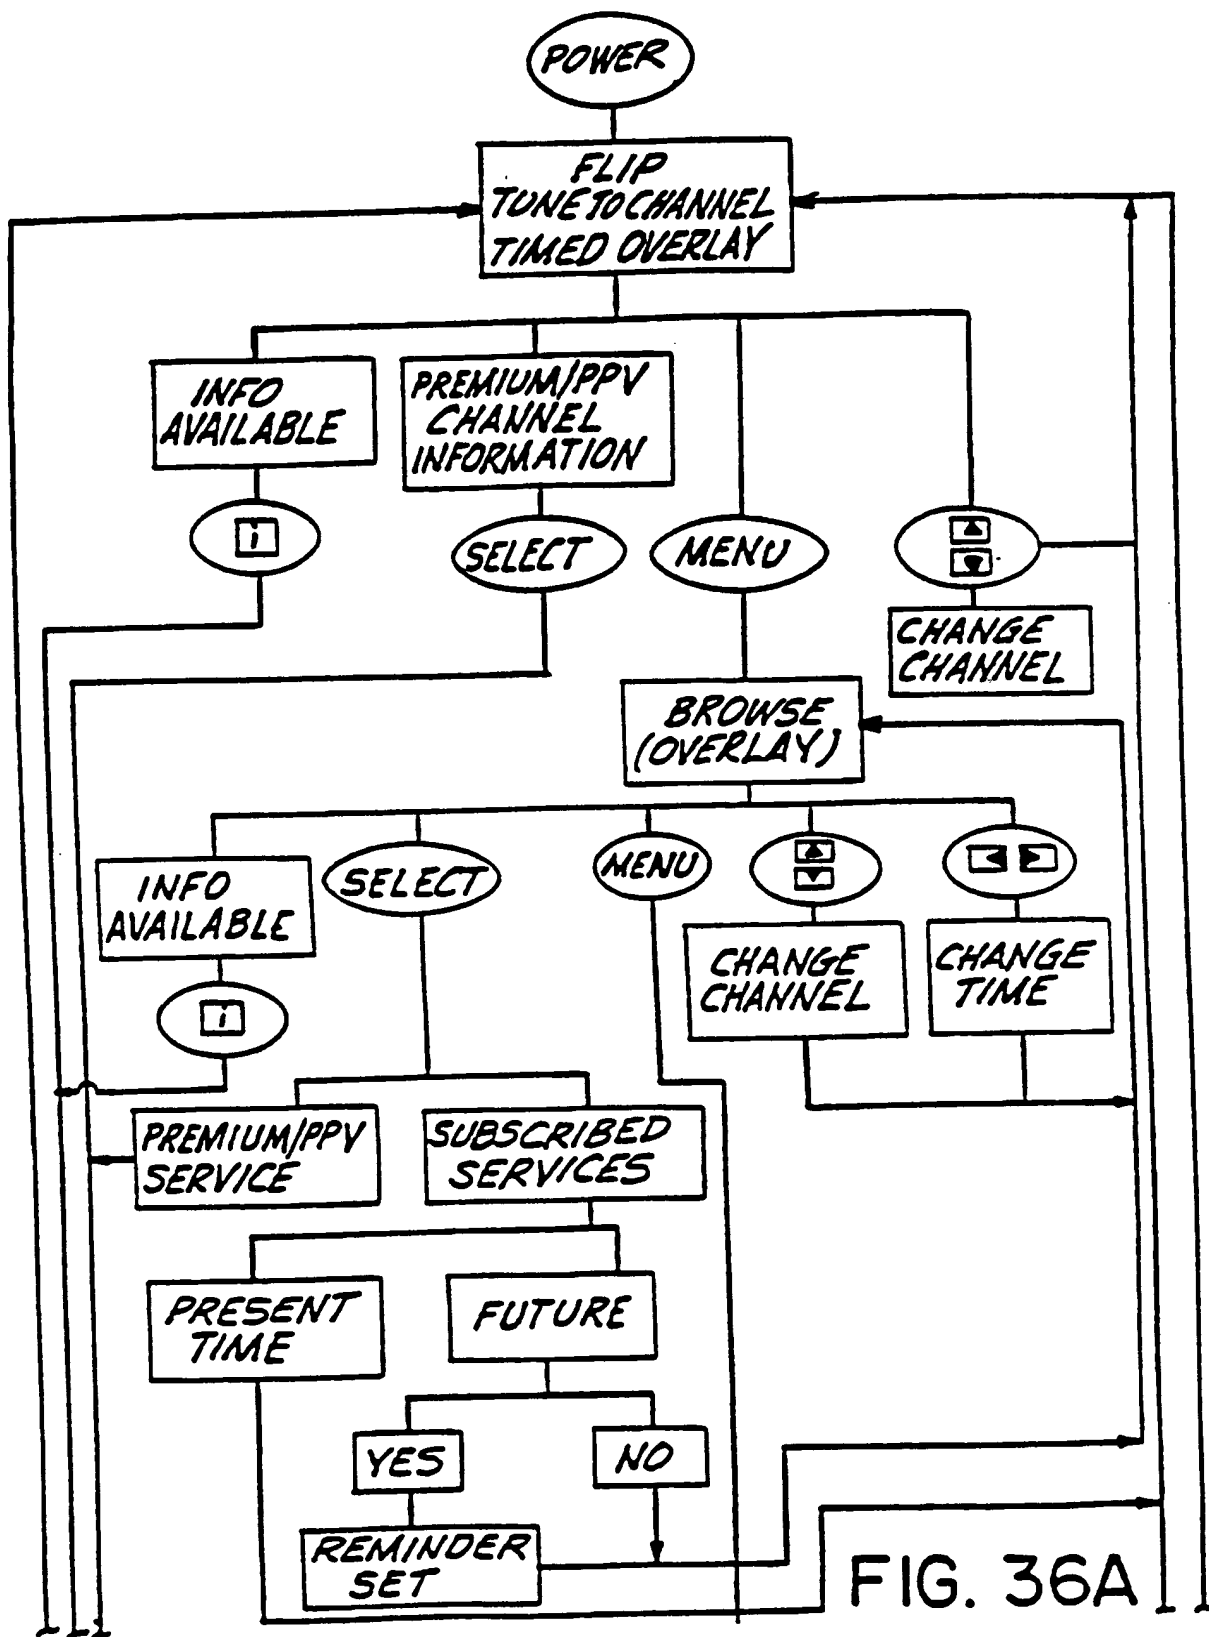 POWER
FLIP
TUNE TO CHANNEL
TIMED OVERLAY
INFO
AVAILABLE
PREMIUM/PPV
CHANNEL
INFORMATION
i
SELECT
MENU
CHANGE
CHANNEL
BROWSE
(OVERLAY)
INFO
AVAILABLE
SELECT
MENU
CHANGE
CHANNEL
CHANGE
TIME
i
PREMIUM/PPV
SERVICE
SUBSCRIBED
SERVICES
PRESENT
TIME
FUTURE
YES
NO
REMINDER
SET
FIG. 36A